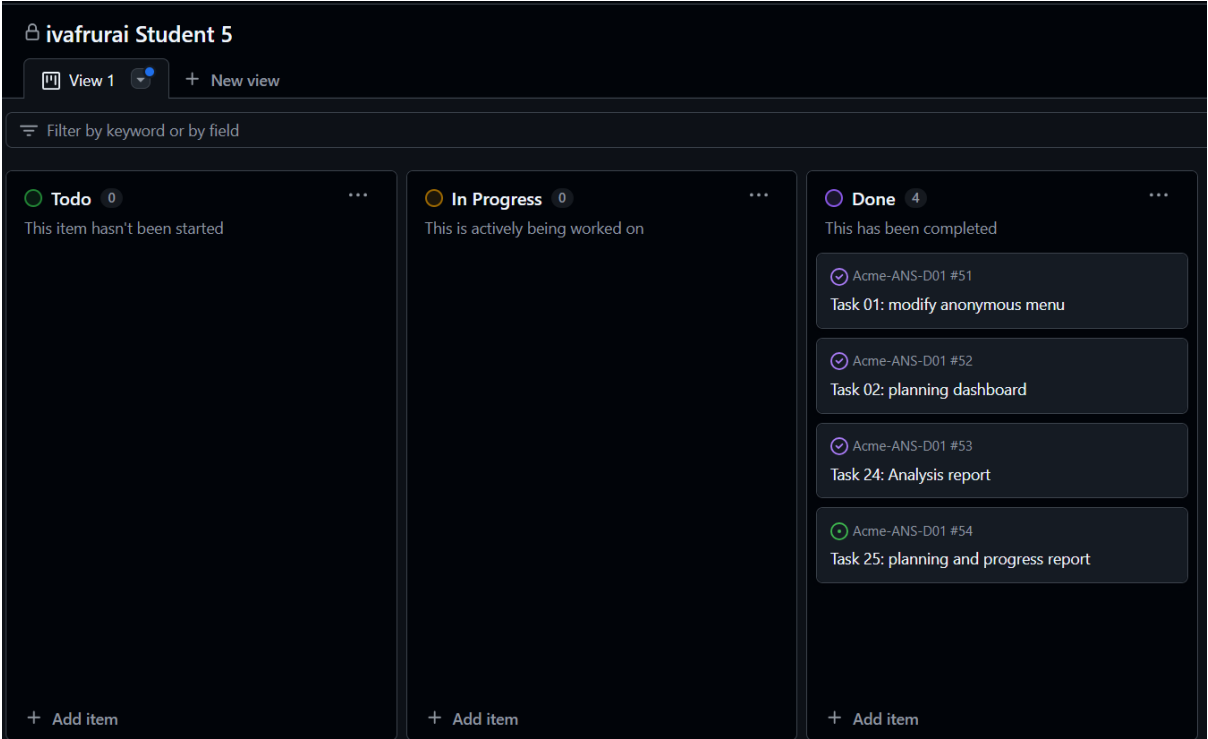 ivafrurai Student 5
View 1
New view
Filter by keyword or by field
Todo 0
This item hasn't been started
In Progress 0
This is actively being worked on
Done 4
This has been completed
Acme-ANS-D01 #51
Task 01: modify anonymous menu
Acme-ANS-D01 #52
Task 02: planning dashboard
Acme-ANS-D01 #53
Task 24: Analysis report
Acme-ANS-D01 #54
Task 25: planning and progress report
+ Add item
+ Add item
+ Add item